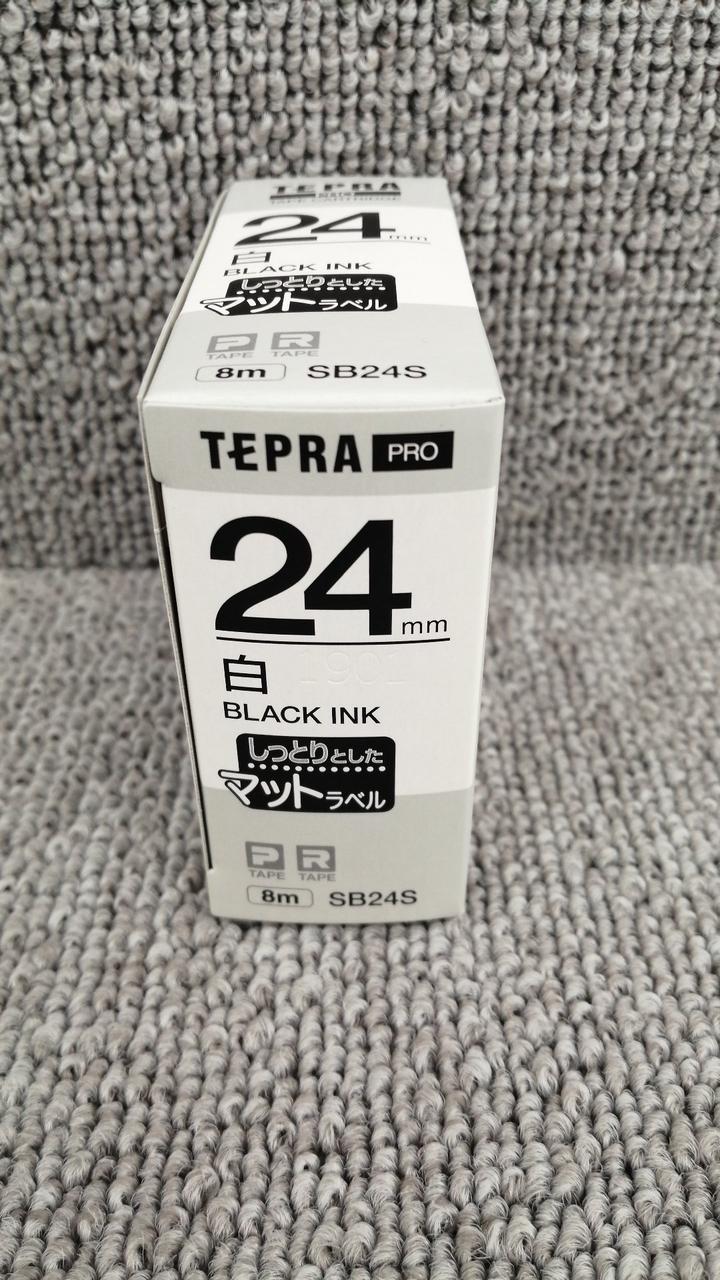 TEPRA
PRO
TAPE CARTRIDGE
24mm
白
BLACK INK
しっとりとした
マットラベル
P R
TAPE TAPE
8m SB24S
TEPRA PRO
24mm
白
1901
BLACK INK
しっとりとした
マットラベル
P R
TAPE TAPE
8m SB24S